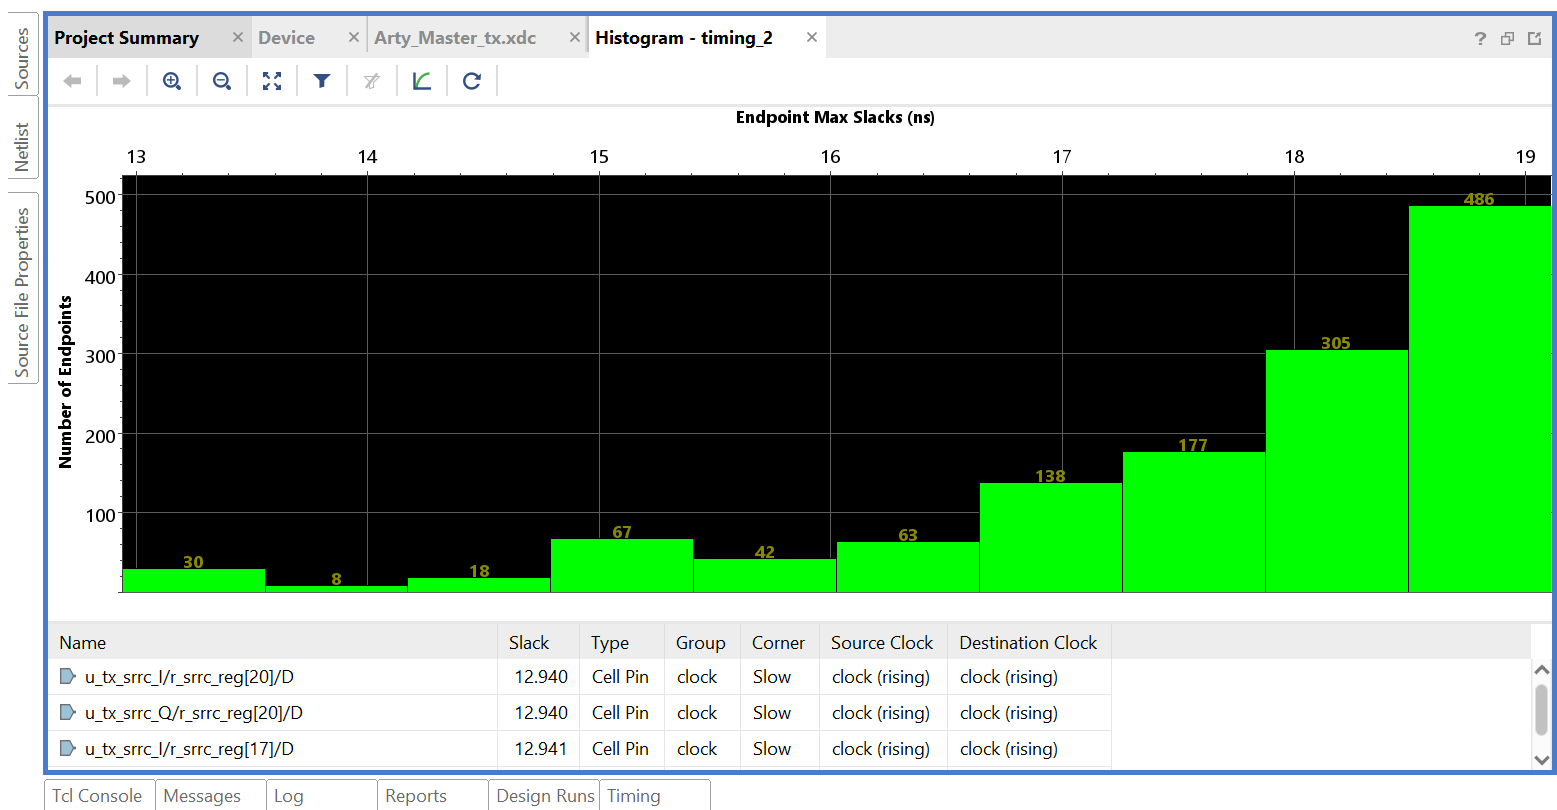 Sources
Netlist
Source File Properties
Project Summary × Device × Arty_Master_tx.xdc × Histogram - timing_2 ×
?
Endpoint Max Slacks (ns)
13 14 15 16 17 18 19
Number of Endpoints
500
400
300
200
100
30 8 18 67 42 63 138 177 305 486
Name Slack Type Group Corner Source Clock Destination Clock
u_tx_srrc_I/r_srrc_reg[20]/D 12.940 Cell Pin clock Slow clock (rising) clock (rising)
u_tx_srrc_Q/r_srrc_reg[20]/D 12.940 Cell Pin clock Slow clock (rising) clock (rising)
u_tx_srrc_I/r_srrc_reg[17]/D 12.941 Cell Pin clock Slow clock (rising) clock (rising)
Tcl Console Messages Log Reports Design Runs Timing